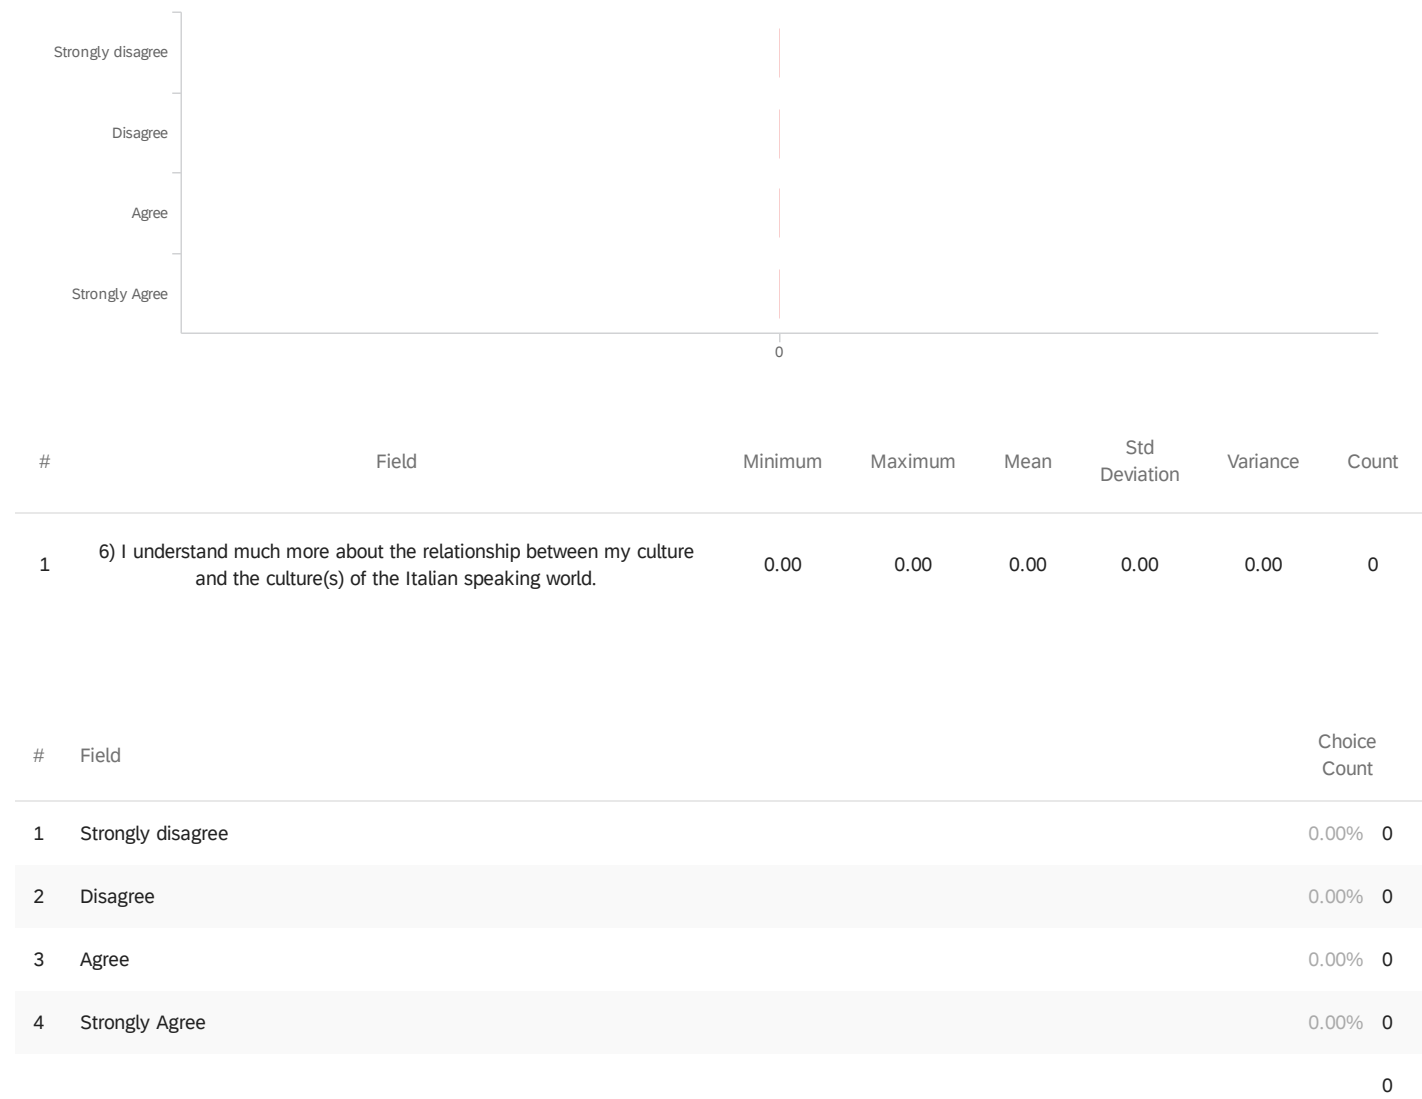 Strongly disagree
Disagree
Agree
Strongly Agree
0
# Field Minimum Maximum Mean Std Deviation Variance Count
1 6) I understand much more about the relationship between my culture
and the culture(s) of the Italian speaking world. 0.00 0.00 0.00 0.00 0.00 0
# Field Choice Count
1 Strongly disagree 0.00% 0
2 Disagree 0.00% 0
3 Agree 0.00% 0
4 Strongly Agree 0.00% 0
0